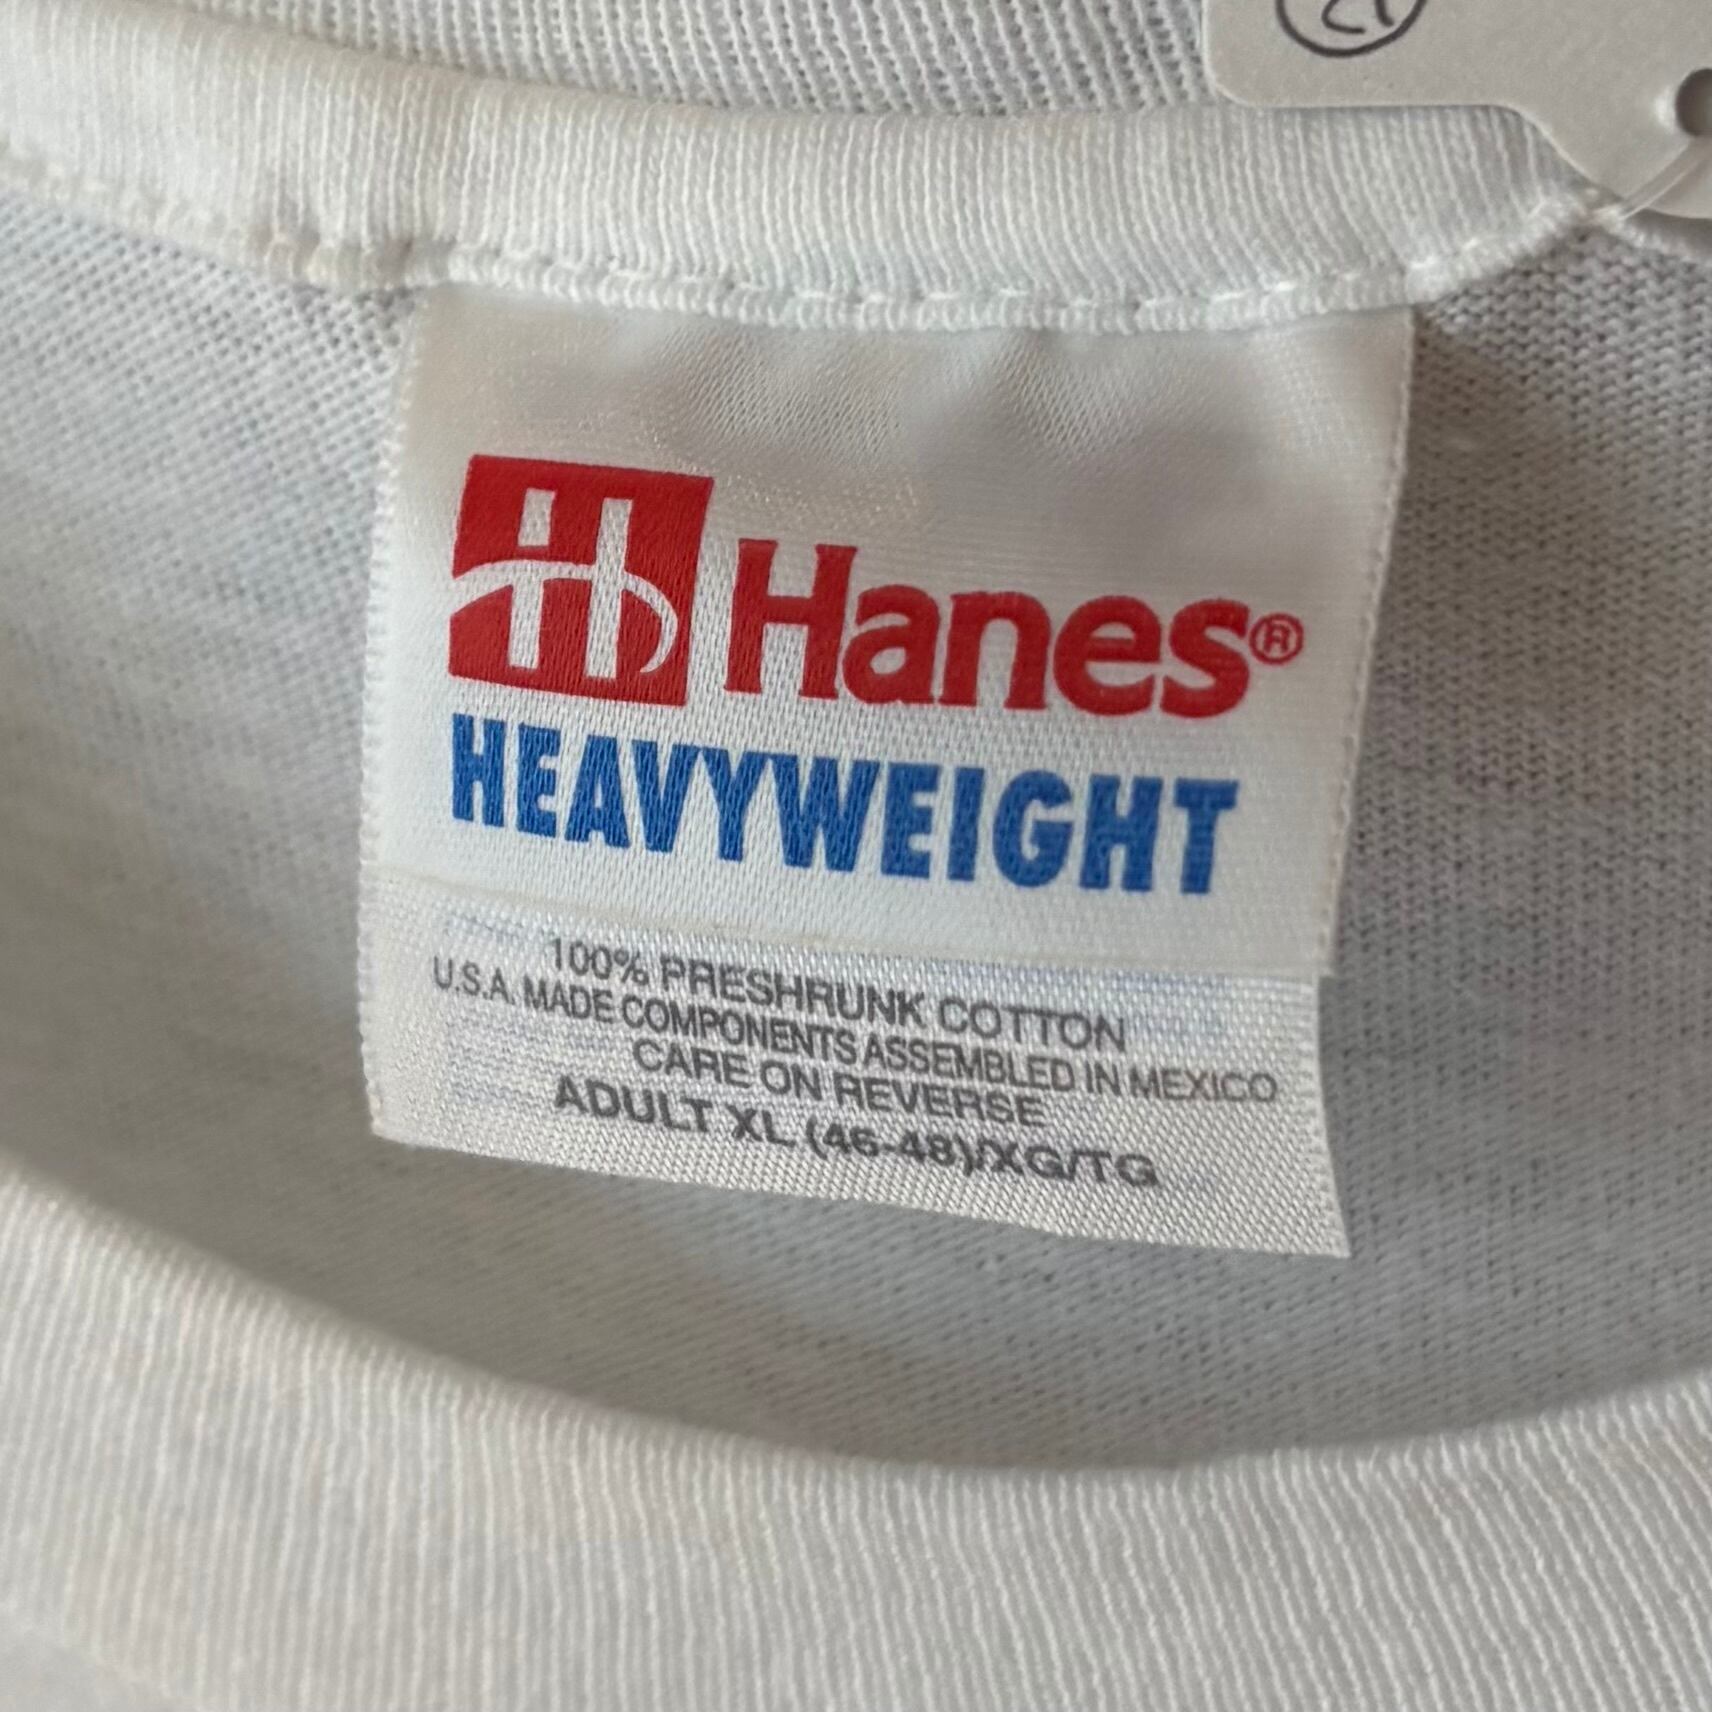 Hanes®
HEAVYWEIGHT
100% PRESHRUNK COTTON
U.S.A. MADE COMPONENTS ASSEMBLED IN MEXICO
CARE ON REVERSE
ADULT XL (46-48)/XG/TG